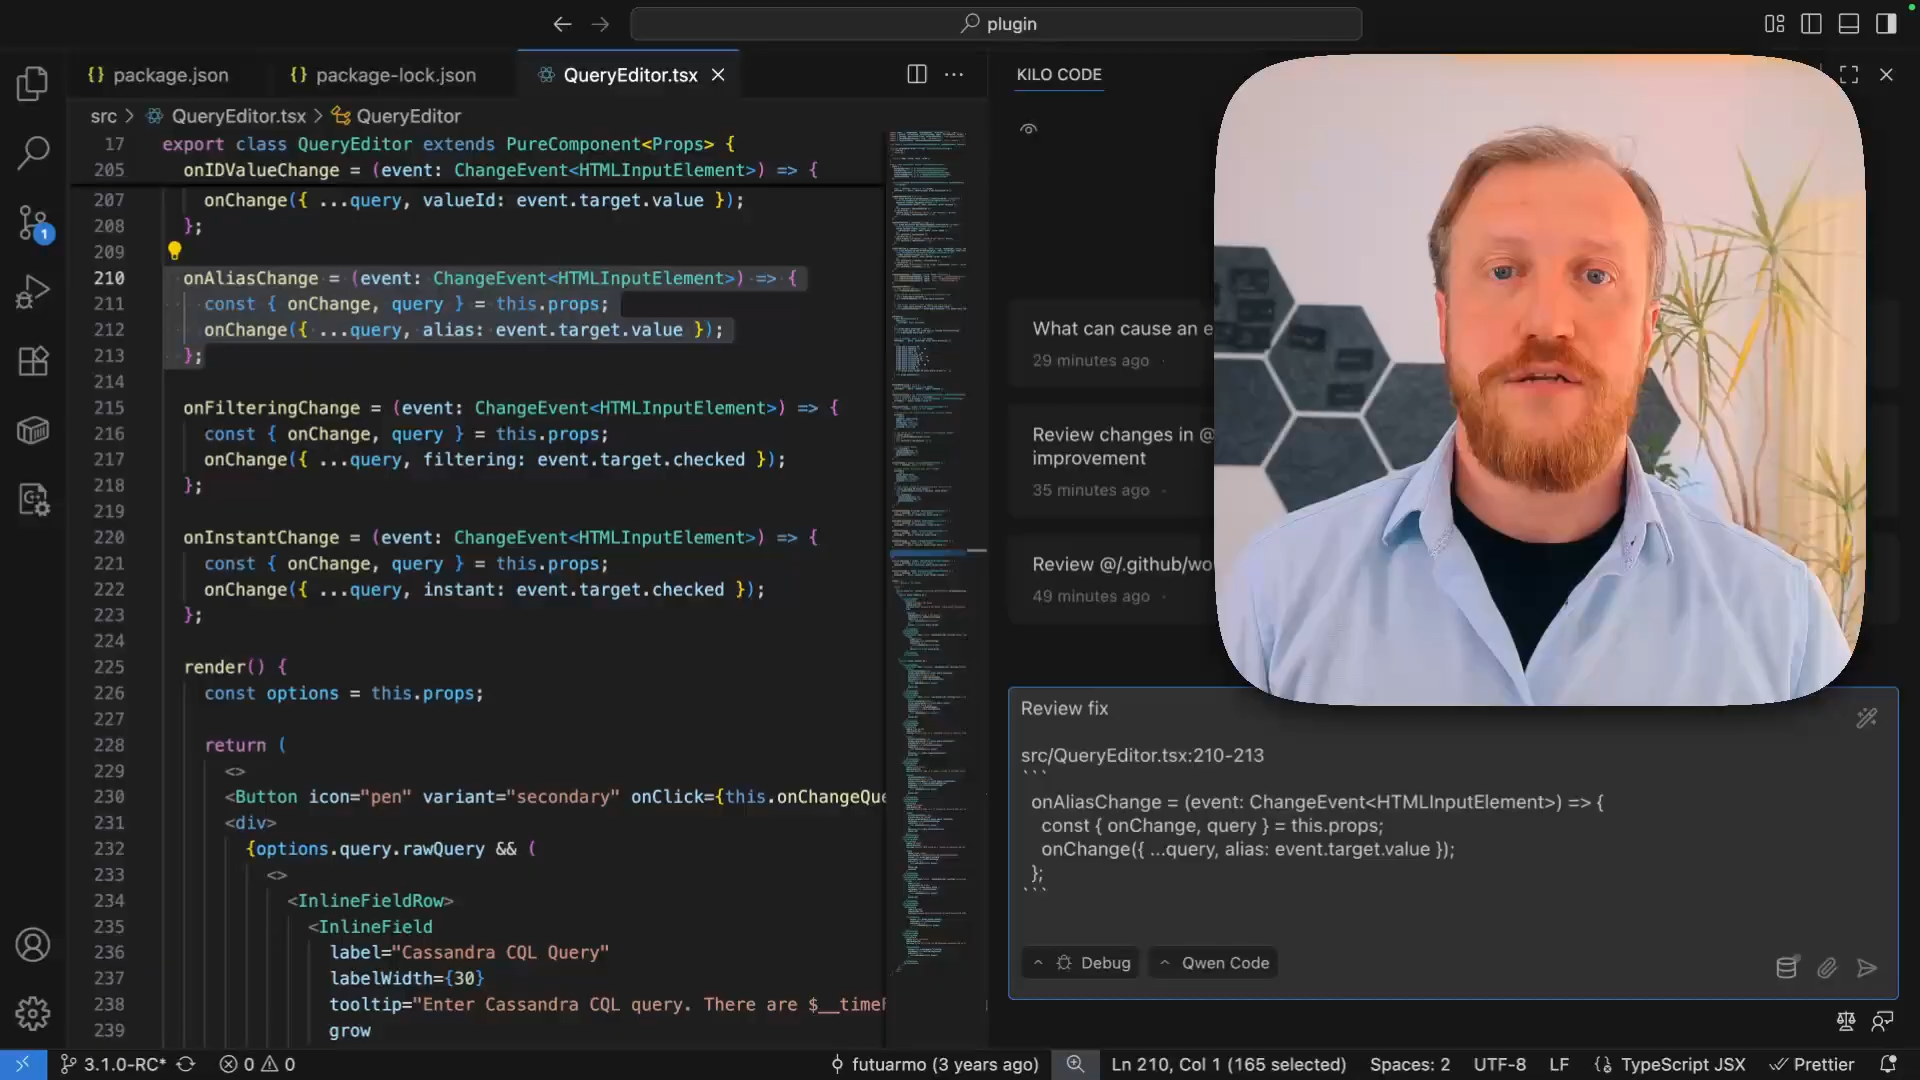 plugin
package.json
package-lock.json
QueryEditor.tsx
KILO CODE
src > QueryEditor.tsx > QueryEditor
17 export class QueryEditor extends PureComponent<Props> {
205 onIDValueChange = (event: ChangeEvent<HTMLInputElement>) => {
207 onChange({ ...query, valueId: event.target.value });
208 };
209
210 onAliasChange = (event: ChangeEvent<HTMLInputElement>) => {
211 const { onChange, query } = this.props;
212 onChange({ ...query, alias: event.target.value });
213 };
214
215 onFilteringChange = (event: ChangeEvent<HTMLInputElement>) => {
216 const { onChange, query } = this.props;
217 onChange({ ...query, filtering: event.target.checked });
218 };
219
220 onInstantChange = (event: ChangeEvent<HTMLInputElement>) => {
221 const { onChange, query } = this.props;
222 onChange({ ...query, instant: event.target.checked });
223 };
224
225 render() {
226 const options = this.props;
227
228 return (
229 <>
230 <Button icon="pen" variant="secondary" onClick={this.onChangeQue
231 <div>
232 {options.query.rawQuery && (
233 <>
234 <InlineFieldRow>
235 <InlineField
236 label="Cassandra CQL Query"
237 labelWidth={30}
238 tooltip="Enter Cassandra CQL query. There are $__time
239 grow
1
What can cause an e
29 minutes ago ·
Review changes in @
improvement
35 minutes ago ·
Review @/.github/wo
49 minutes ago ·
Review fix
src/QueryEditor.tsx:210-213
```
onAliasChange = (event: ChangeEvent<HTMLInputElement>) => {
const { onChange, query } = this.props;
onChange({ ...query, alias: event.target.value });
};
```
Debug
Qwen Code
3.1.0-RC*
0 0
futuarmo (3 years ago)
Ln 210, Col 1 (165 selected)
Spaces: 2
UTF-8
LF
{} TypeScript JSX
Prettier